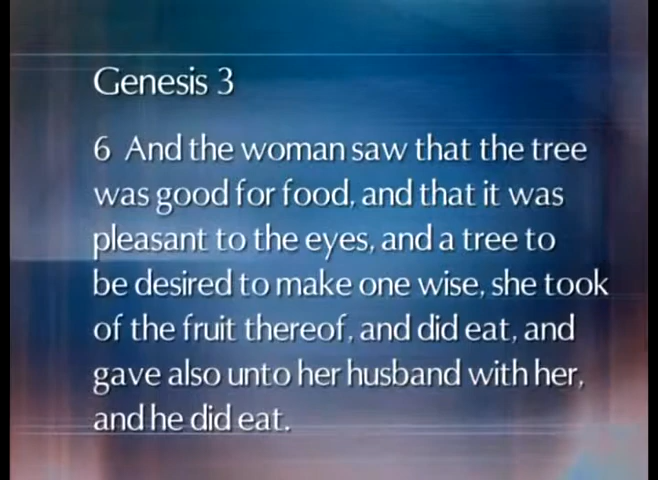 Genesis 3
6 And the woman saw that the tree
was good for food, and that it was
pleasant to the eyes, and a tree to
be desired to make one wise, she took
of the fruit thereof, and did eat, and
gave also unto her husband with her,
and he did eat.